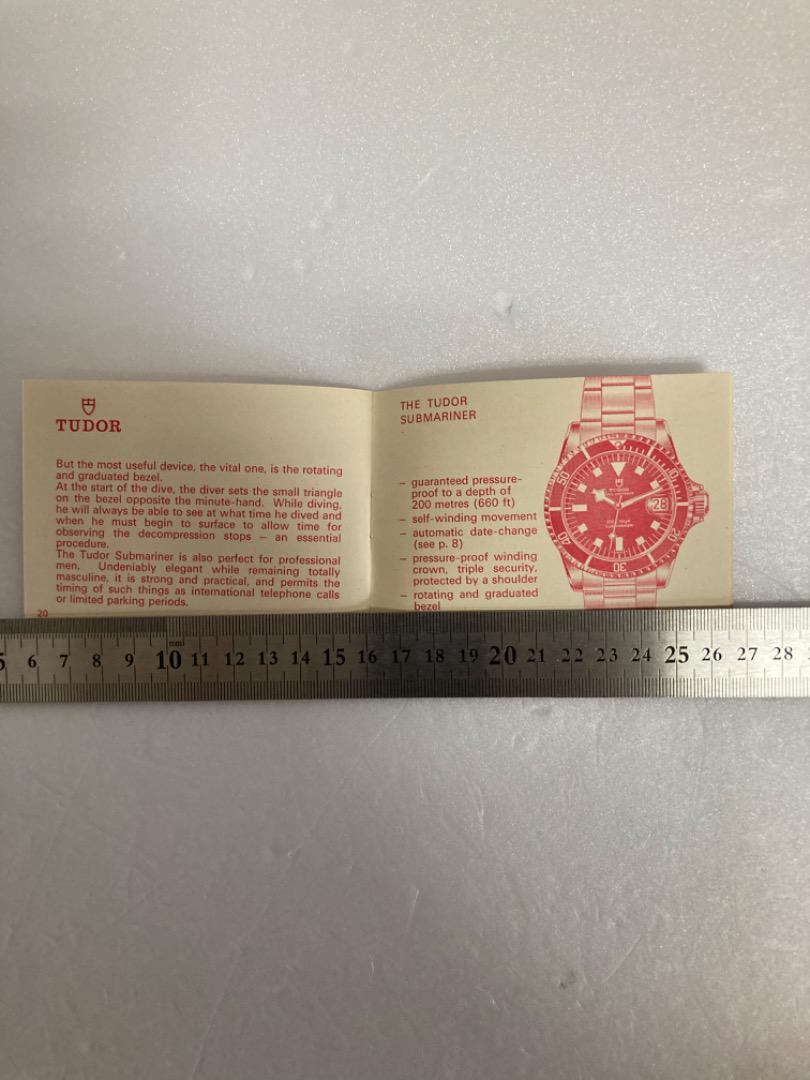 TUDOR
But the most useful device, the vital one, is the rotating
and graduated bezel.
At the start of the dive, the diver sets the small triangle
on the bezel opposite the minute-hand. While diving,
he will always be able to see at what time he dived and
when he must begin to surface to allow time for
observing the decompression stops – an essential
procedure.
The Tudor Submariner is also perfect for professional
men. Undeniably elegant while remaining totally
masculine, it is strong and practical, and permits the
timing of such things as international telephone calls
or limited parking periods.
20
THE TUDOR
SUBMARINER
– guaranteed pressure-
proof to a depth of
200 metres (660 ft)
– self-winding movement
– automatic date-change
(see p. 8)
– pressure-proof winding
crown, triple security,
protected by a shoulder
– rotating and graduated
bezel
50
10
40
20
30
TUDOR
28
mm
5 6 7 8 9 10 11 12 13 14 15 16 17 18 19 20 21 22 23 24 25 26 27 28